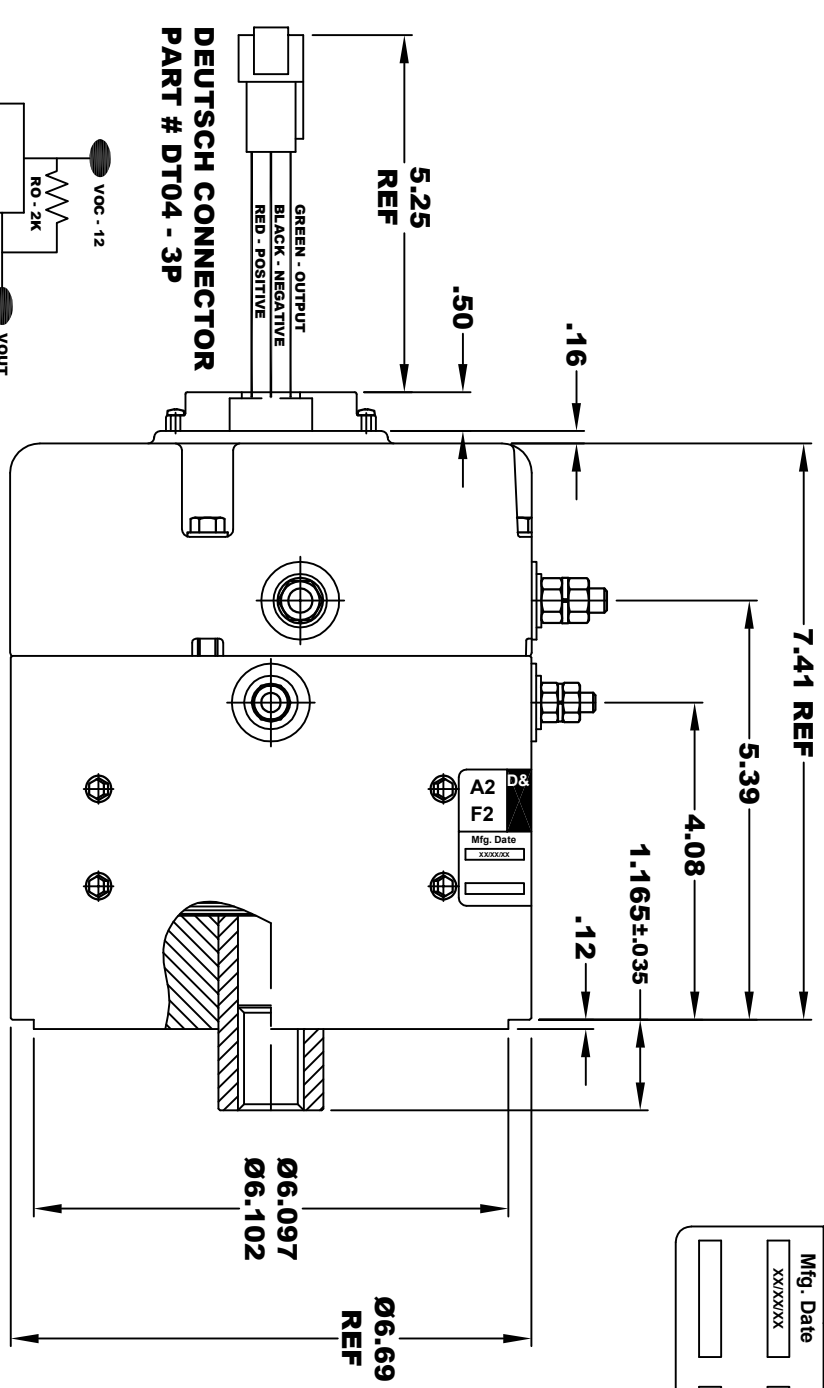 7.41 REF
5.39
4.08
1.165±.035
.12
.16
.50
5.25
REF
GREEN - OUTPUT
BLACK - NEGATIVE
RED - POSITIVE
DEUTSCH CONNECTOR
PART # DT04 - 3P
VOC - 12
RO - 2K
VOUT
D&
A2
F2
Mfg. Date
XX/XX/XX
Ø6.097
Ø6.102
Ø6.69
REF
Mfg. Date
XX/XX/XX